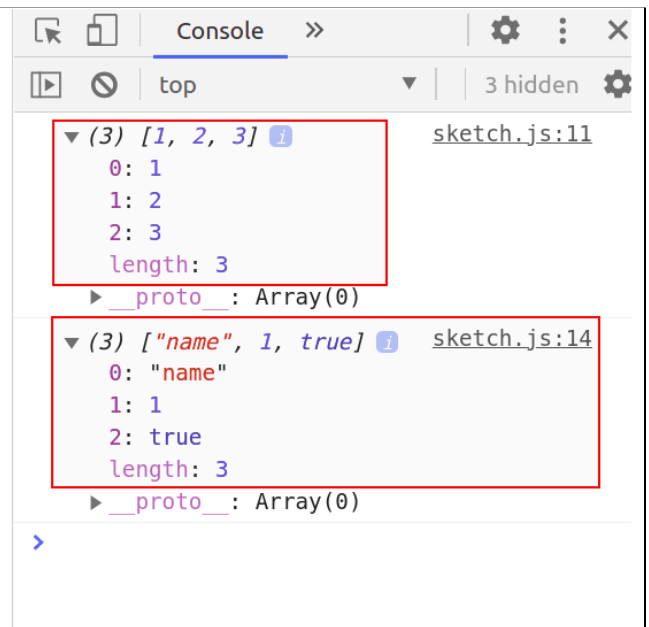 Console »
top ▼ 3 hidden
▼ (3) [1, 2, 3] i sketch.js:11
0: 1
1: 2
2: 3
length: 3
▶ __proto__: Array(0)
▼ (3) ["name", 1, true] i sketch.js:14
0: "name"
1: 1
2: true
length: 3
▶ __proto__: Array(0)
>